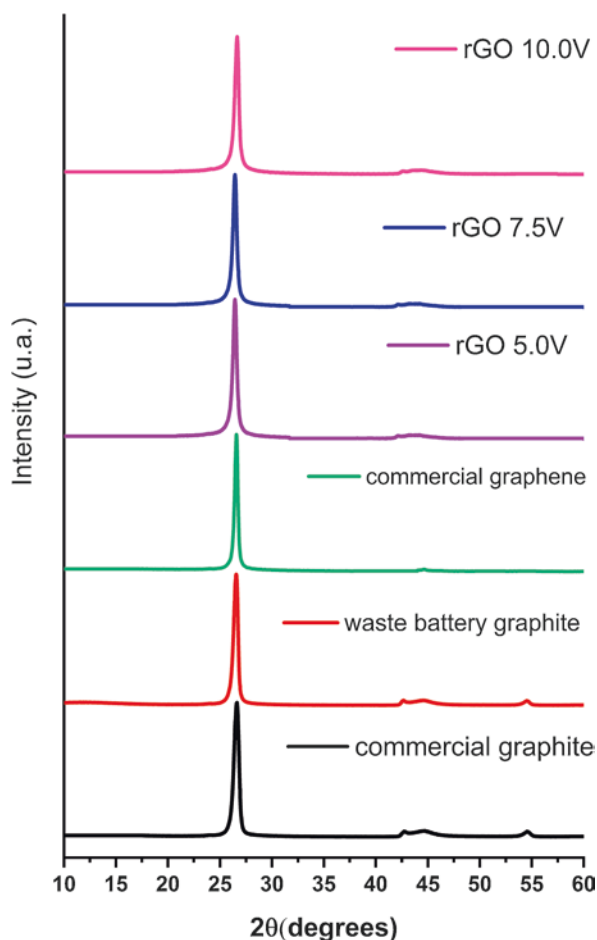 rGO 10.0V
rGO 7.5V
rGO 5.0V
commercial graphene
waste battery graphite
commercial graphite
Intensity (u.a.)
10 15 20 25 30 35 40 45 50 55 60
2θ(degrees)